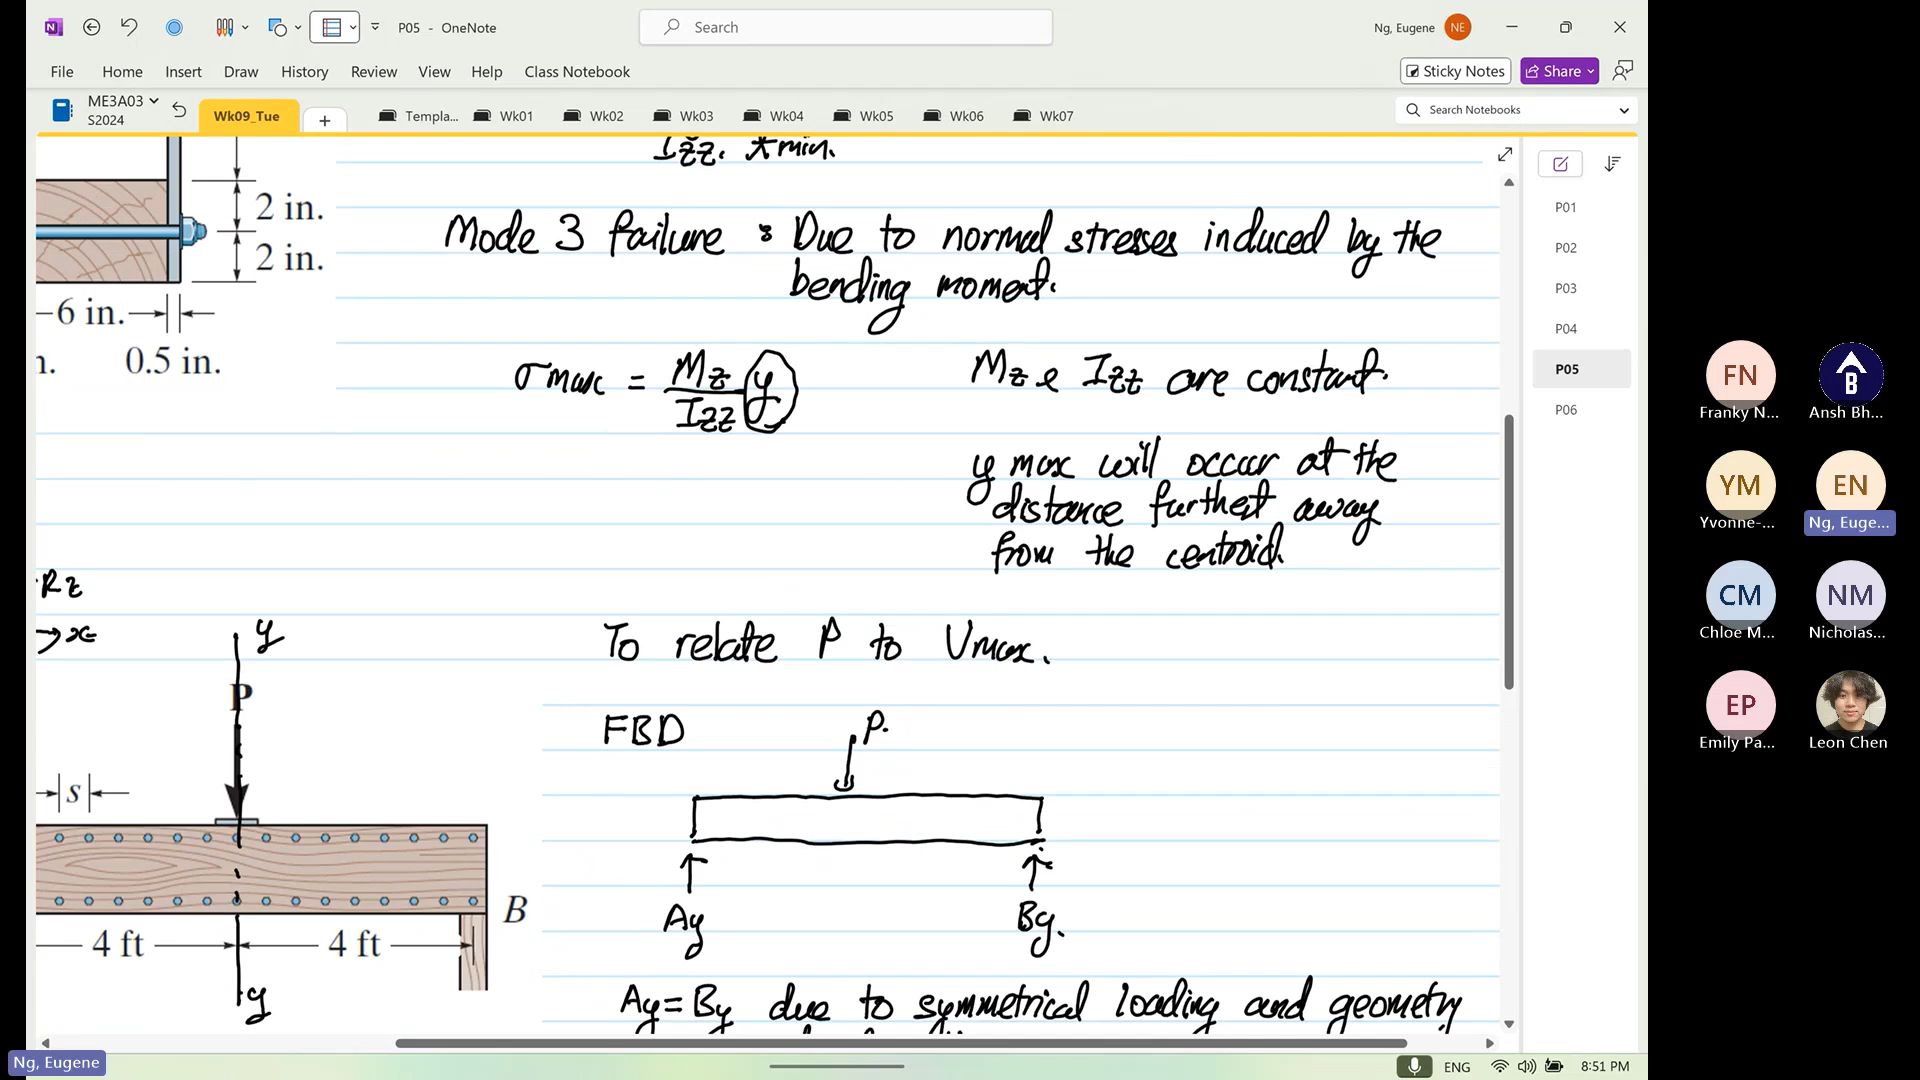 P05 - OneNote
Search
Ng, Eugene NE
File Home Insert Draw History Review View Help Class Notebook
Sticky Notes Share
ME3A03
S2024
Wk09_Tue + Templa... Wk01 Wk02 Wk03 Wk04 Wk05 Wk06 Wk07
Search Notebooks
Izz. *min.
2 in.
2 in.
6 in.
0.5 in.
Mode 3 failure : Due to normal stresses induced by the
bending moment.
σmax = Mz/Izz y
Mz & Izz are constant.
y max will occur at the
distance furthest away
from the centroid.
Rz
x
y
P
s
B
4 ft 4 ft
y
To relate P to Vmax.
FBD
P.
Ay
By.
Ay=By due to symmetrical loading and geometry
P01
P02
P03
P04
P05
P06
FN
Franky N...
B
Ansh Bh...
YM
Yvonne-...
EN
Ng, Euge...
CM
Chloe M...
NM
Nicholas...
EP
Emily Pa...
Leon Chen
Ng, Eugene
ENG
8:51 PM